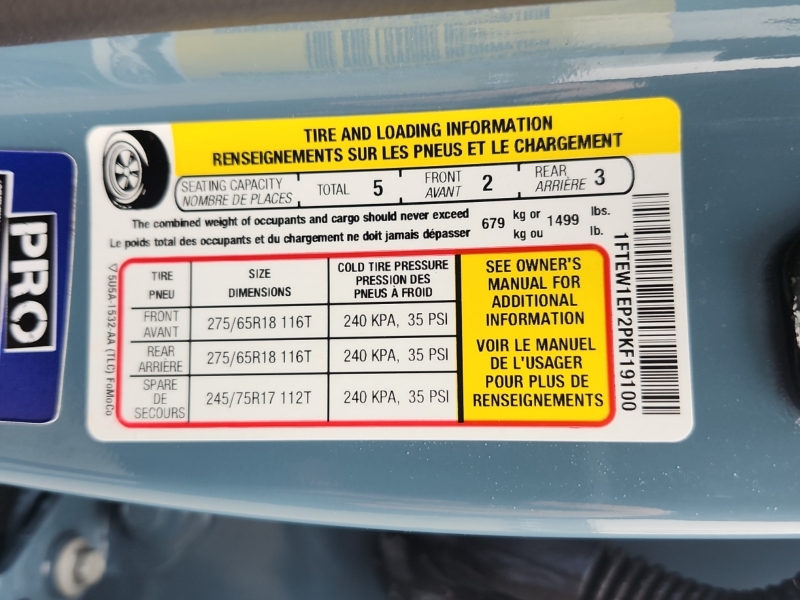 TIRE AND LOADING INFORMATION
RENSEIGNEMENTS SUR LES PNEUS ET LE CHARGEMENT
SEATING CAPACITY
NOMBRE DE PLACES
TOTAL 5
FRONT
AVANT 2
REAR
ARRIÈRE 3
The combined weight of occupants and cargo should never exceed 679 kg or 1499 lbs.
Le poids total des occupants et du chargement ne doit jamais dépasser kg ou lb.
TIRE
PNEU
SIZE
DIMENSIONS
COLD TIRE PRESSURE
PRESSION DES
PNEUS À FROID
FRONT
AVANT
275/65R18 116T
240 KPA, 35 PSI
REAR
ARRIÈRE
275/65R18 116T
240 KPA, 35 PSI
SPARE
DE
SECOURS
245/75R17 112T
240 KPA, 35 PSI
SEE OWNER'S
MANUAL FOR
ADDITIONAL
INFORMATION
VOIR LE MANUEL
DE L'USAGER
POUR PLUS DE
RENSEIGNEMENTS
1FTEW1EP2PKF19100
5U5A-1532-AA (TLC) FoMoCo
PRO